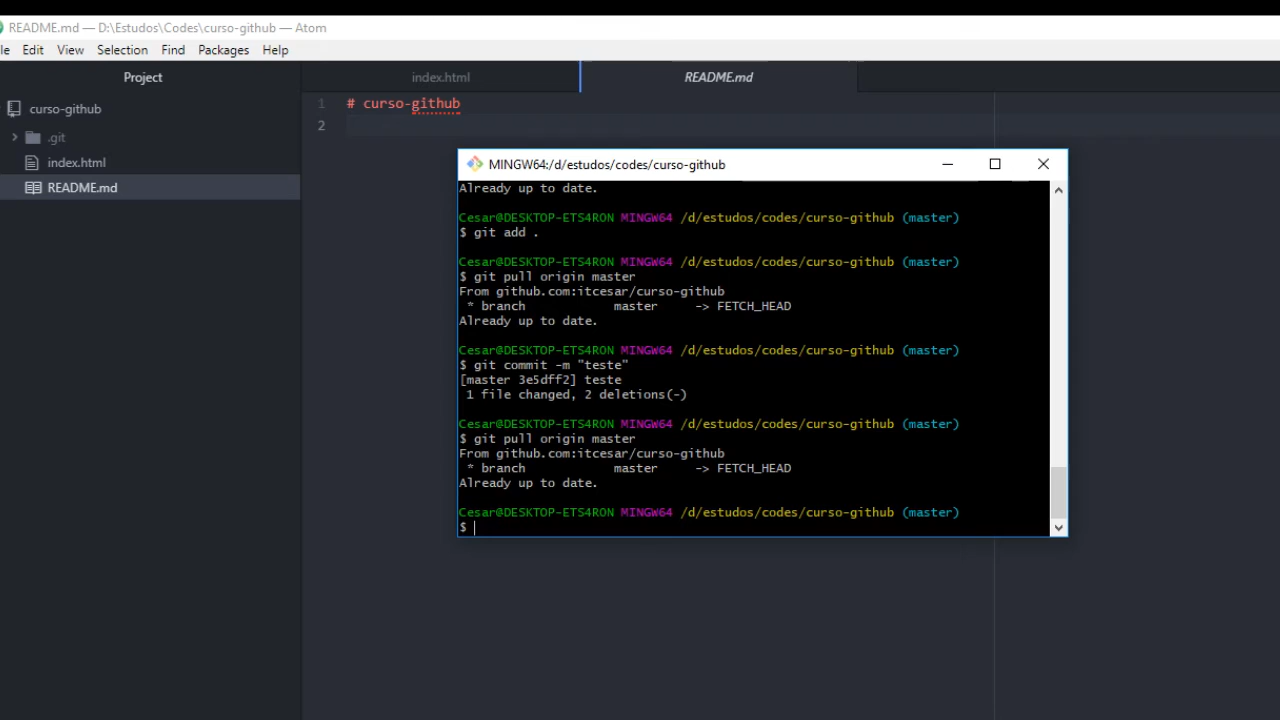 README.md — D:\Estudos\Codes\curso-github — Atom
le Edit View Selection Find Packages Help
Project
index.html
README.md
curso-github
.git
index.html
README.md
1 # curso-github
2
MINGW64:/d/estudos/codes/curso-github
Already up to date.
Cesar@DESKTOP-ETS4RON MINGW64 /d/estudos/codes/curso-github (master)
$ git add .
Cesar@DESKTOP-ETS4RON MINGW64 /d/estudos/codes/curso-github (master)
$ git pull origin master
From github.com:itcesar/curso-github
* branch master -> FETCH_HEAD
Already up to date.
Cesar@DESKTOP-ETS4RON MINGW64 /d/estudos/codes/curso-github (master)
$ git commit -m "teste"
[master 3e5dff2] teste
1 file changed, 2 deletions(-)
Cesar@DESKTOP-ETS4RON MINGW64 /d/estudos/codes/curso-github (master)
$ git pull origin master
From github.com:itcesar/curso-github
* branch master -> FETCH_HEAD
Already up to date.
Cesar@DESKTOP-ETS4RON MINGW64 /d/estudos/codes/curso-github (master)
$